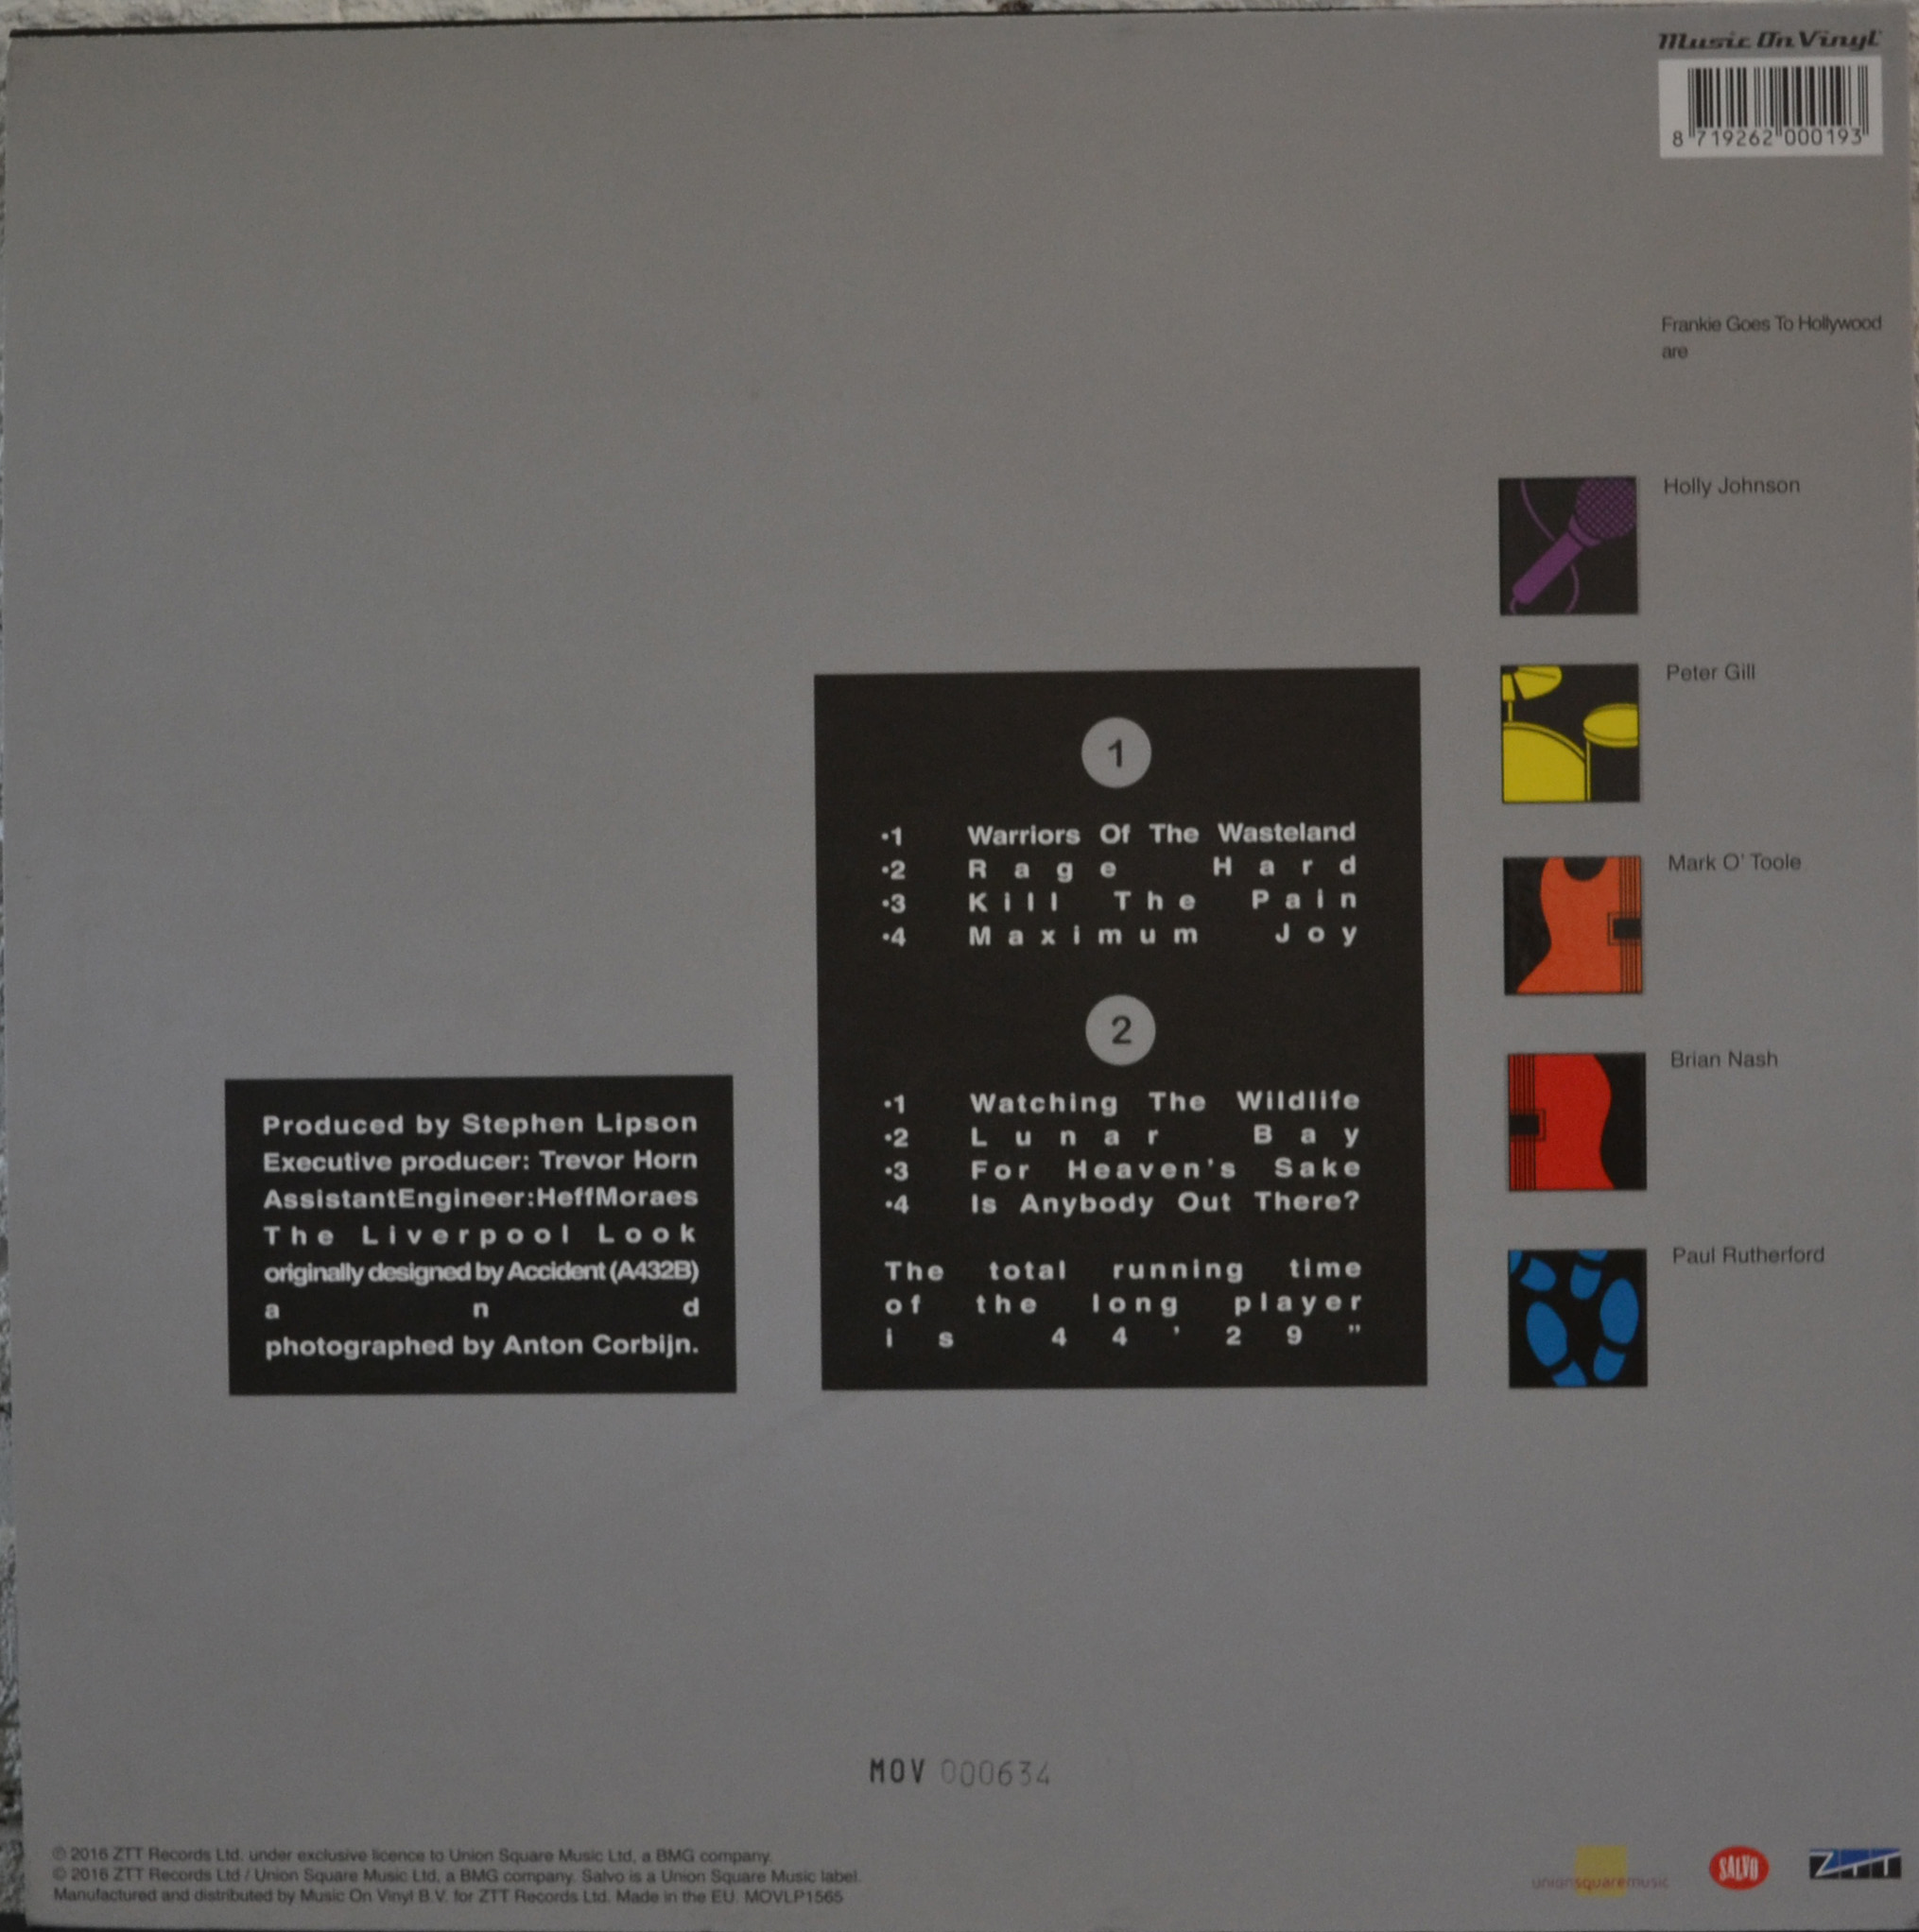 Music On Vinyl
8 719262 000193
Frankie Goes To Hollywood
are
Holly Johnson
Peter Gill
Mark O' Toole
Brian Nash
Paul Rutherford
1
•1 Warriors Of The Wasteland
•2 Rage Hard
•3 Kill The Pain
•4 Maximum Joy
2
•1 Watching The Wildlife
•2 Lunar Bay
•3 For Heaven's Sake
•4 Is Anybody Out There?
The total running time
of the long player
is 44'29"
Produced by Stephen Lipson
Executive producer: Trevor Horn
AssistantEngineer:HeffMoraes
The Liverpool Look
originally designed by Accident (A432B)
and
photographed by Anton Corbijn.
MOV 000634
℗ 2016 ZTT Records Ltd. under exclusive licence to Union Square Music Ltd, a BMG company.
© 2016 ZTT Records Ltd / Union Square Music Ltd, a BMG company. Salvo is a Union Square Music label.
Manufactured and distributed by Music On Vinyl B.V. for ZTT Records Ltd. Made in the EU. MOVLP1565
unionsquaremusic
SALVO
ZTT